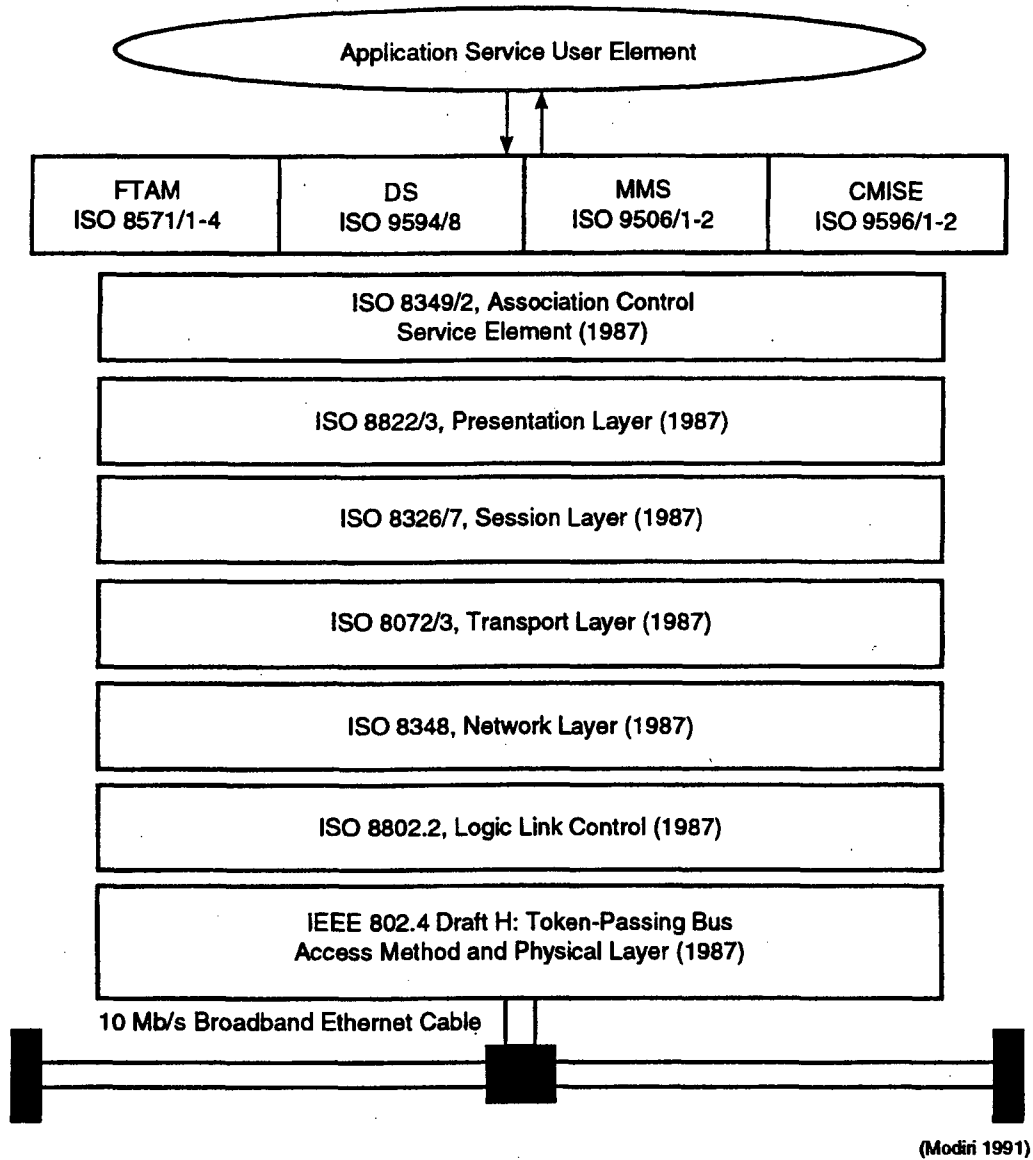 Application Service User Element
FTAM
ISO 8571/1-4
DS
ISO 9594/8
MMS
ISO 9506/1-2
CMISE
ISO 9596/1-2
ISO 8349/2, Association Control
Service Element (1987)
ISO 8822/3, Presentation Layer (1987)
ISO 8326/7, Session Layer (1987)
ISO 8072/3, Transport Layer (1987)
ISO 8348, Network Layer (1987)
ISO 8802.2, Logic Link Control (1987)
IEEE 802.4 Draft H: Token-Passing Bus
Access Method and Physical Layer (1987)
10 Mb/s Broadband Ethernet Cable
(Modiri 1991)